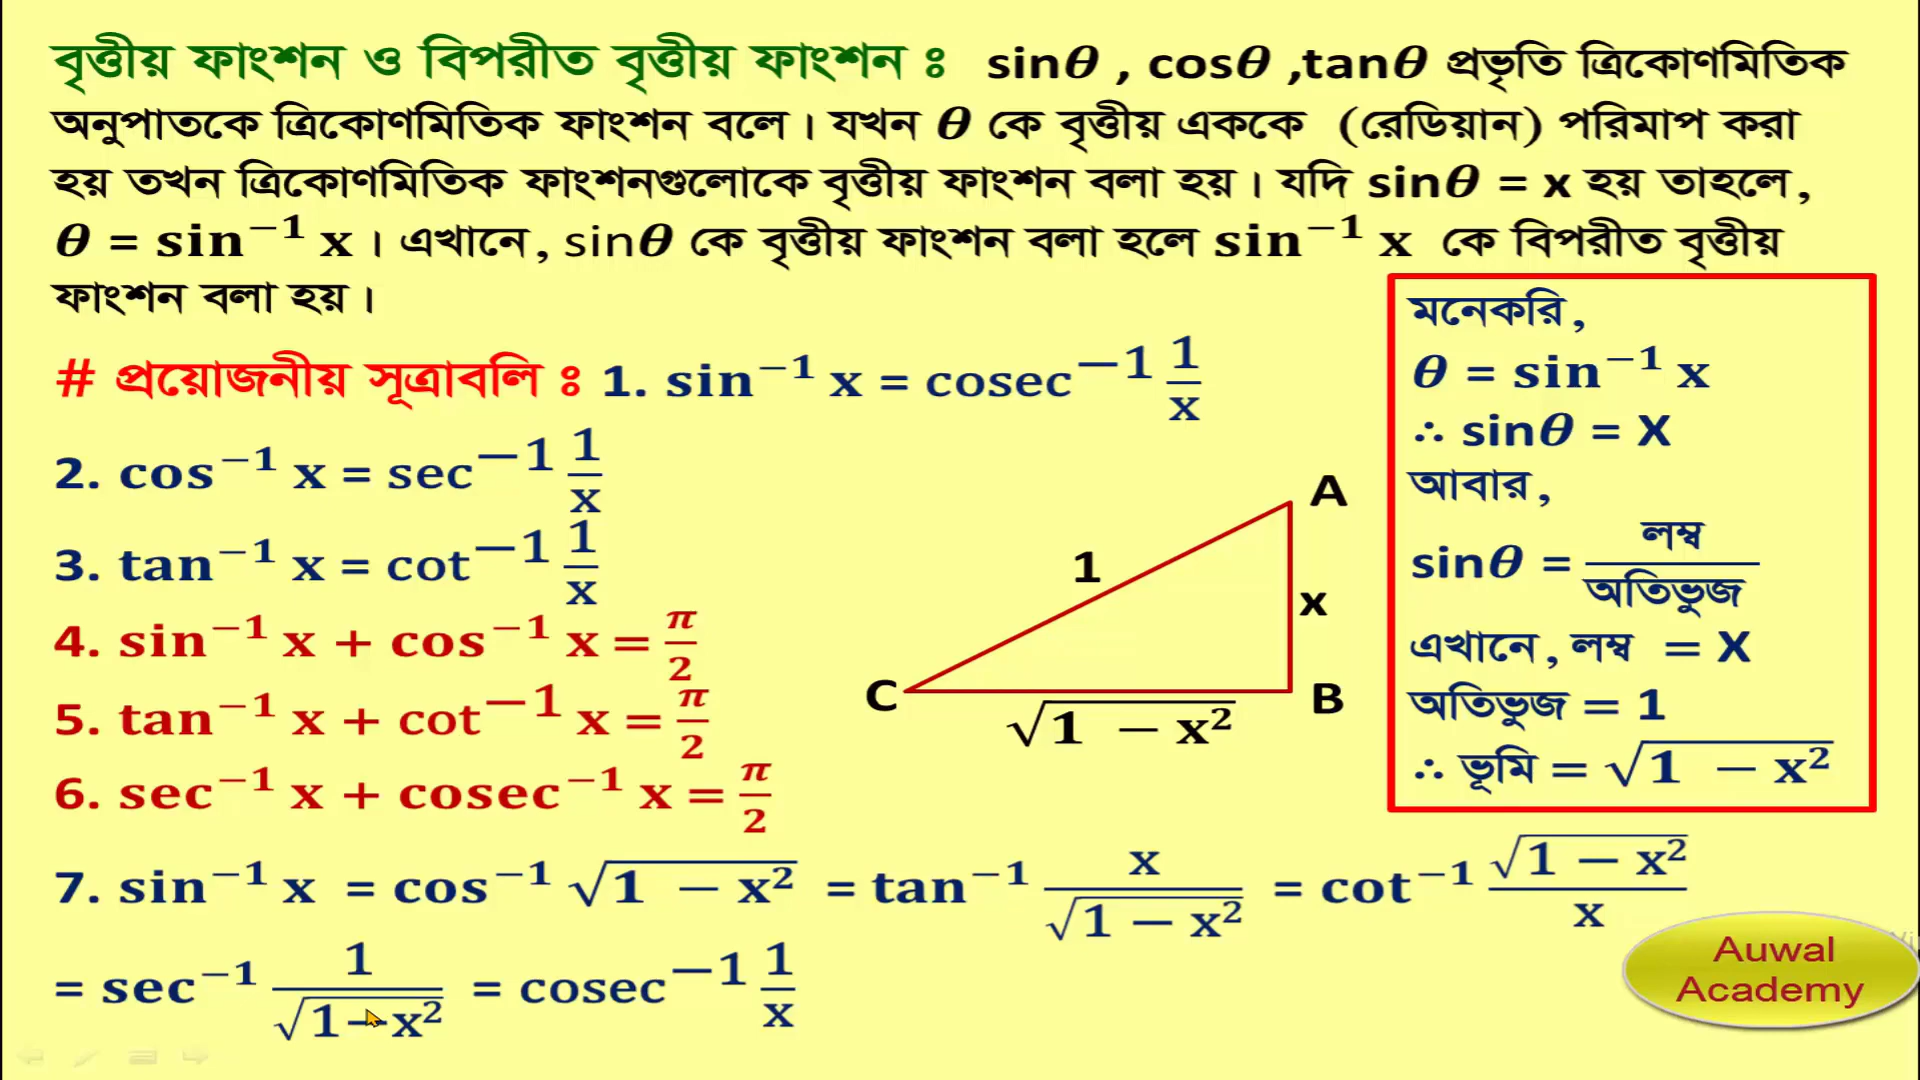 বৃত্তীয় ফাংশন ও বিপরীত বৃত্তীয় ফাংশন ঃ sinθ , cosθ ,tanθ প্রভৃতি ত্রিকোণমিতিক
অনুপাতকে ত্রিকোণমিতিক ফাংশন বলে। যখন θ কে বৃত্তীয় এককে (রেডিয়ান) পরিমাপ করা
হয় তখন ত্রিকোণমিতিক ফাংশনগুলোকে বৃত্তীয় ফাংশন বলা হয়। যদি sinθ = x হয় তাহলে,
θ = sin⁻¹ x। এখানে, sinθ কে বৃত্তীয় ফাংশন বলা হলে sin⁻¹ x কে বিপরীত বৃত্তীয়
ফাংশন বলা হয়।
# প্রয়োজনীয় সূত্রাবলি ঃ 1. sin⁻¹ x = cosec⁻¹ 1/x
2. cos⁻¹ x = sec⁻¹ 1/x
3. tan⁻¹ x = cot⁻¹ 1/x
4. sin⁻¹ x + cos⁻¹ x = π/2
5. tan⁻¹ x + cot⁻¹ x = π/2
6. sec⁻¹ x + cosec⁻¹ x = π/2
A
1
x
C
B
√(1 − x²)
মনেকরি,
θ = sin⁻¹ x
∴ sinθ = X
আবার,
sinθ = লম্ব/অতিভুজ
এখানে, লম্ব = X
অতিভুজ = 1
∴ ভূমি = √(1 − x²)
7. sin⁻¹ x = cos⁻¹ √(1 − x²) = tan⁻¹ x/√(1 − x²) = cot⁻¹ √(1 − x²)/x
= sec⁻¹ 1/√(1−x²) = cosec⁻¹ 1/x
Auwal
Academy